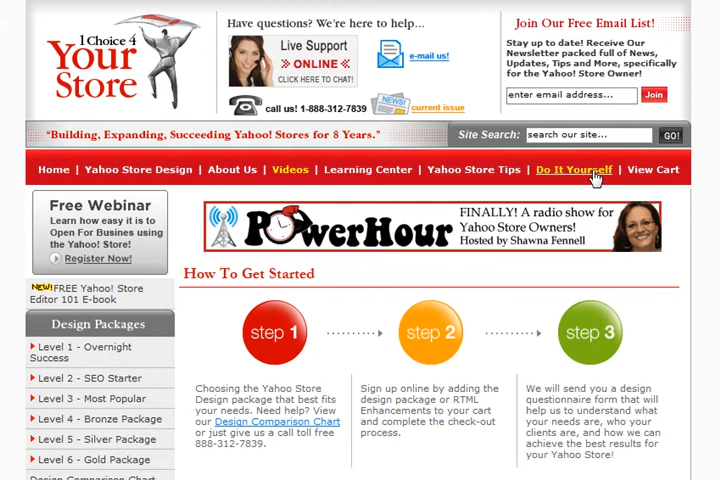 1 Choice 4
Your
Store
Have questions? We're here to help...
Live Support
» ONLINE «
CLICK HERE TO CHAT!
e-mail us!
call us! 1-888-312-7839
NEWS!
current issue
Join Our Free Email List!
Stay up to date! Receive Our
Newsletter packed full of News,
Updates, Tips and More, specifically
for the Yahoo! Store Owner!
enter email address...
Join
“Building, Expanding, Succeeding Yahoo! Stores for 8 Years.”
Site Search:
search our site...
GO!
Home | Yahoo Store Design | About Us | Videos | Learning Center | Yahoo Store Tips | Do It Yourself | View Cart
Free Webinar
Learn how easy it is to
Open For Busines using
the Yahoo! Store!
Register Now!
PowerHour
FINALLY! A radio show for
Yahoo Store Owners!
Hosted by Shawna Fennell
NEW! FREE Yahoo! Store
Editor 101 E-book
Design Packages
Level 1 - Overnight
Success
Level 2 - SEO Starter
Level 3 - Most Popular
Level 4 - Bronze Package
Level 5 - Silver Package
Level 6 - Gold Package
Design Comparison Chart
How To Get Started
step 1
step 2
step 3
Choosing the Yahoo Store
Design package that best fits
your needs. Need help? View
our Design Comparison Chart
or just give us a call toll free
888-312-7839.
Sign up online by adding the
design package or RTML
Enhancements to your cart
and complete the check-out
process.
We will send you a design
questionnaire form that will
help us to understand what
your needs are, who your
clients are, and how we can
achieve the best results for
your Yahoo! Store!